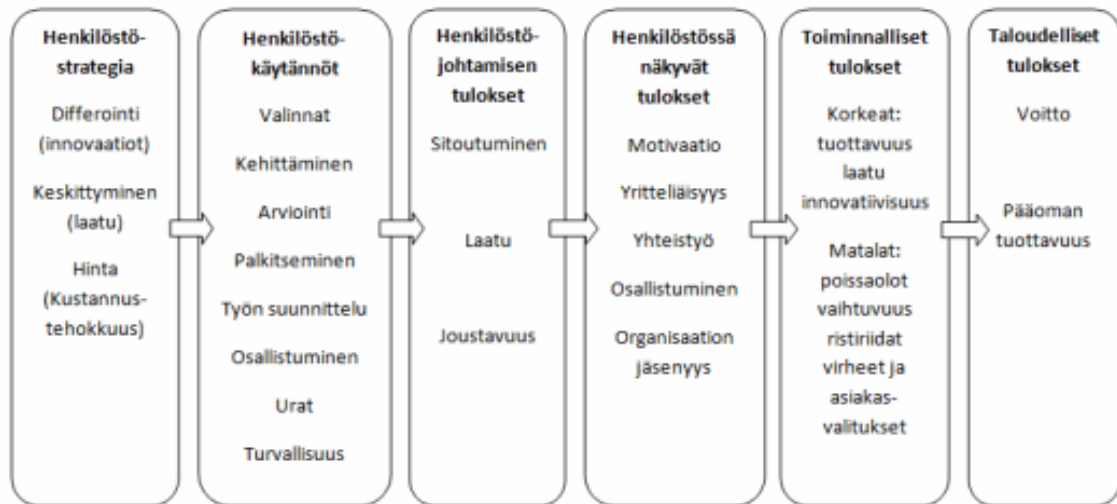 Henkilöstö-
strategia
Differointi
(innovaatiot)
Keskittyminen
(laatu)
Hinta
(Kustannus-
tehokkuus)
Henkilöstö-
käytännöt
Valinnat
Kehittäminen
Arviointi
Palkitseminen
Työn suunnittelu
Osallistuminen
Urat
Turvallisuus
Henkilöstö-
johtamisen
tulokset
Sitoutuminen
Laatu
Joustavuus
Henkilöstössä
näkyvät
tulokset
Motivaatio
Yritteliäisyys
Yhteistyö
Osallistuminen
Organisaation
jäsenyys
Toiminnalliset
tulokset
Korkeat:
tuottavuus
laatu
innovatiivisuus
Matalat:
poissaolot
vaihtuvuus
ristiriidat
virheet ja
asiakas-
valitukset
Taloudelliset
tulokset
Voitto
Pääoman
tuottavuus